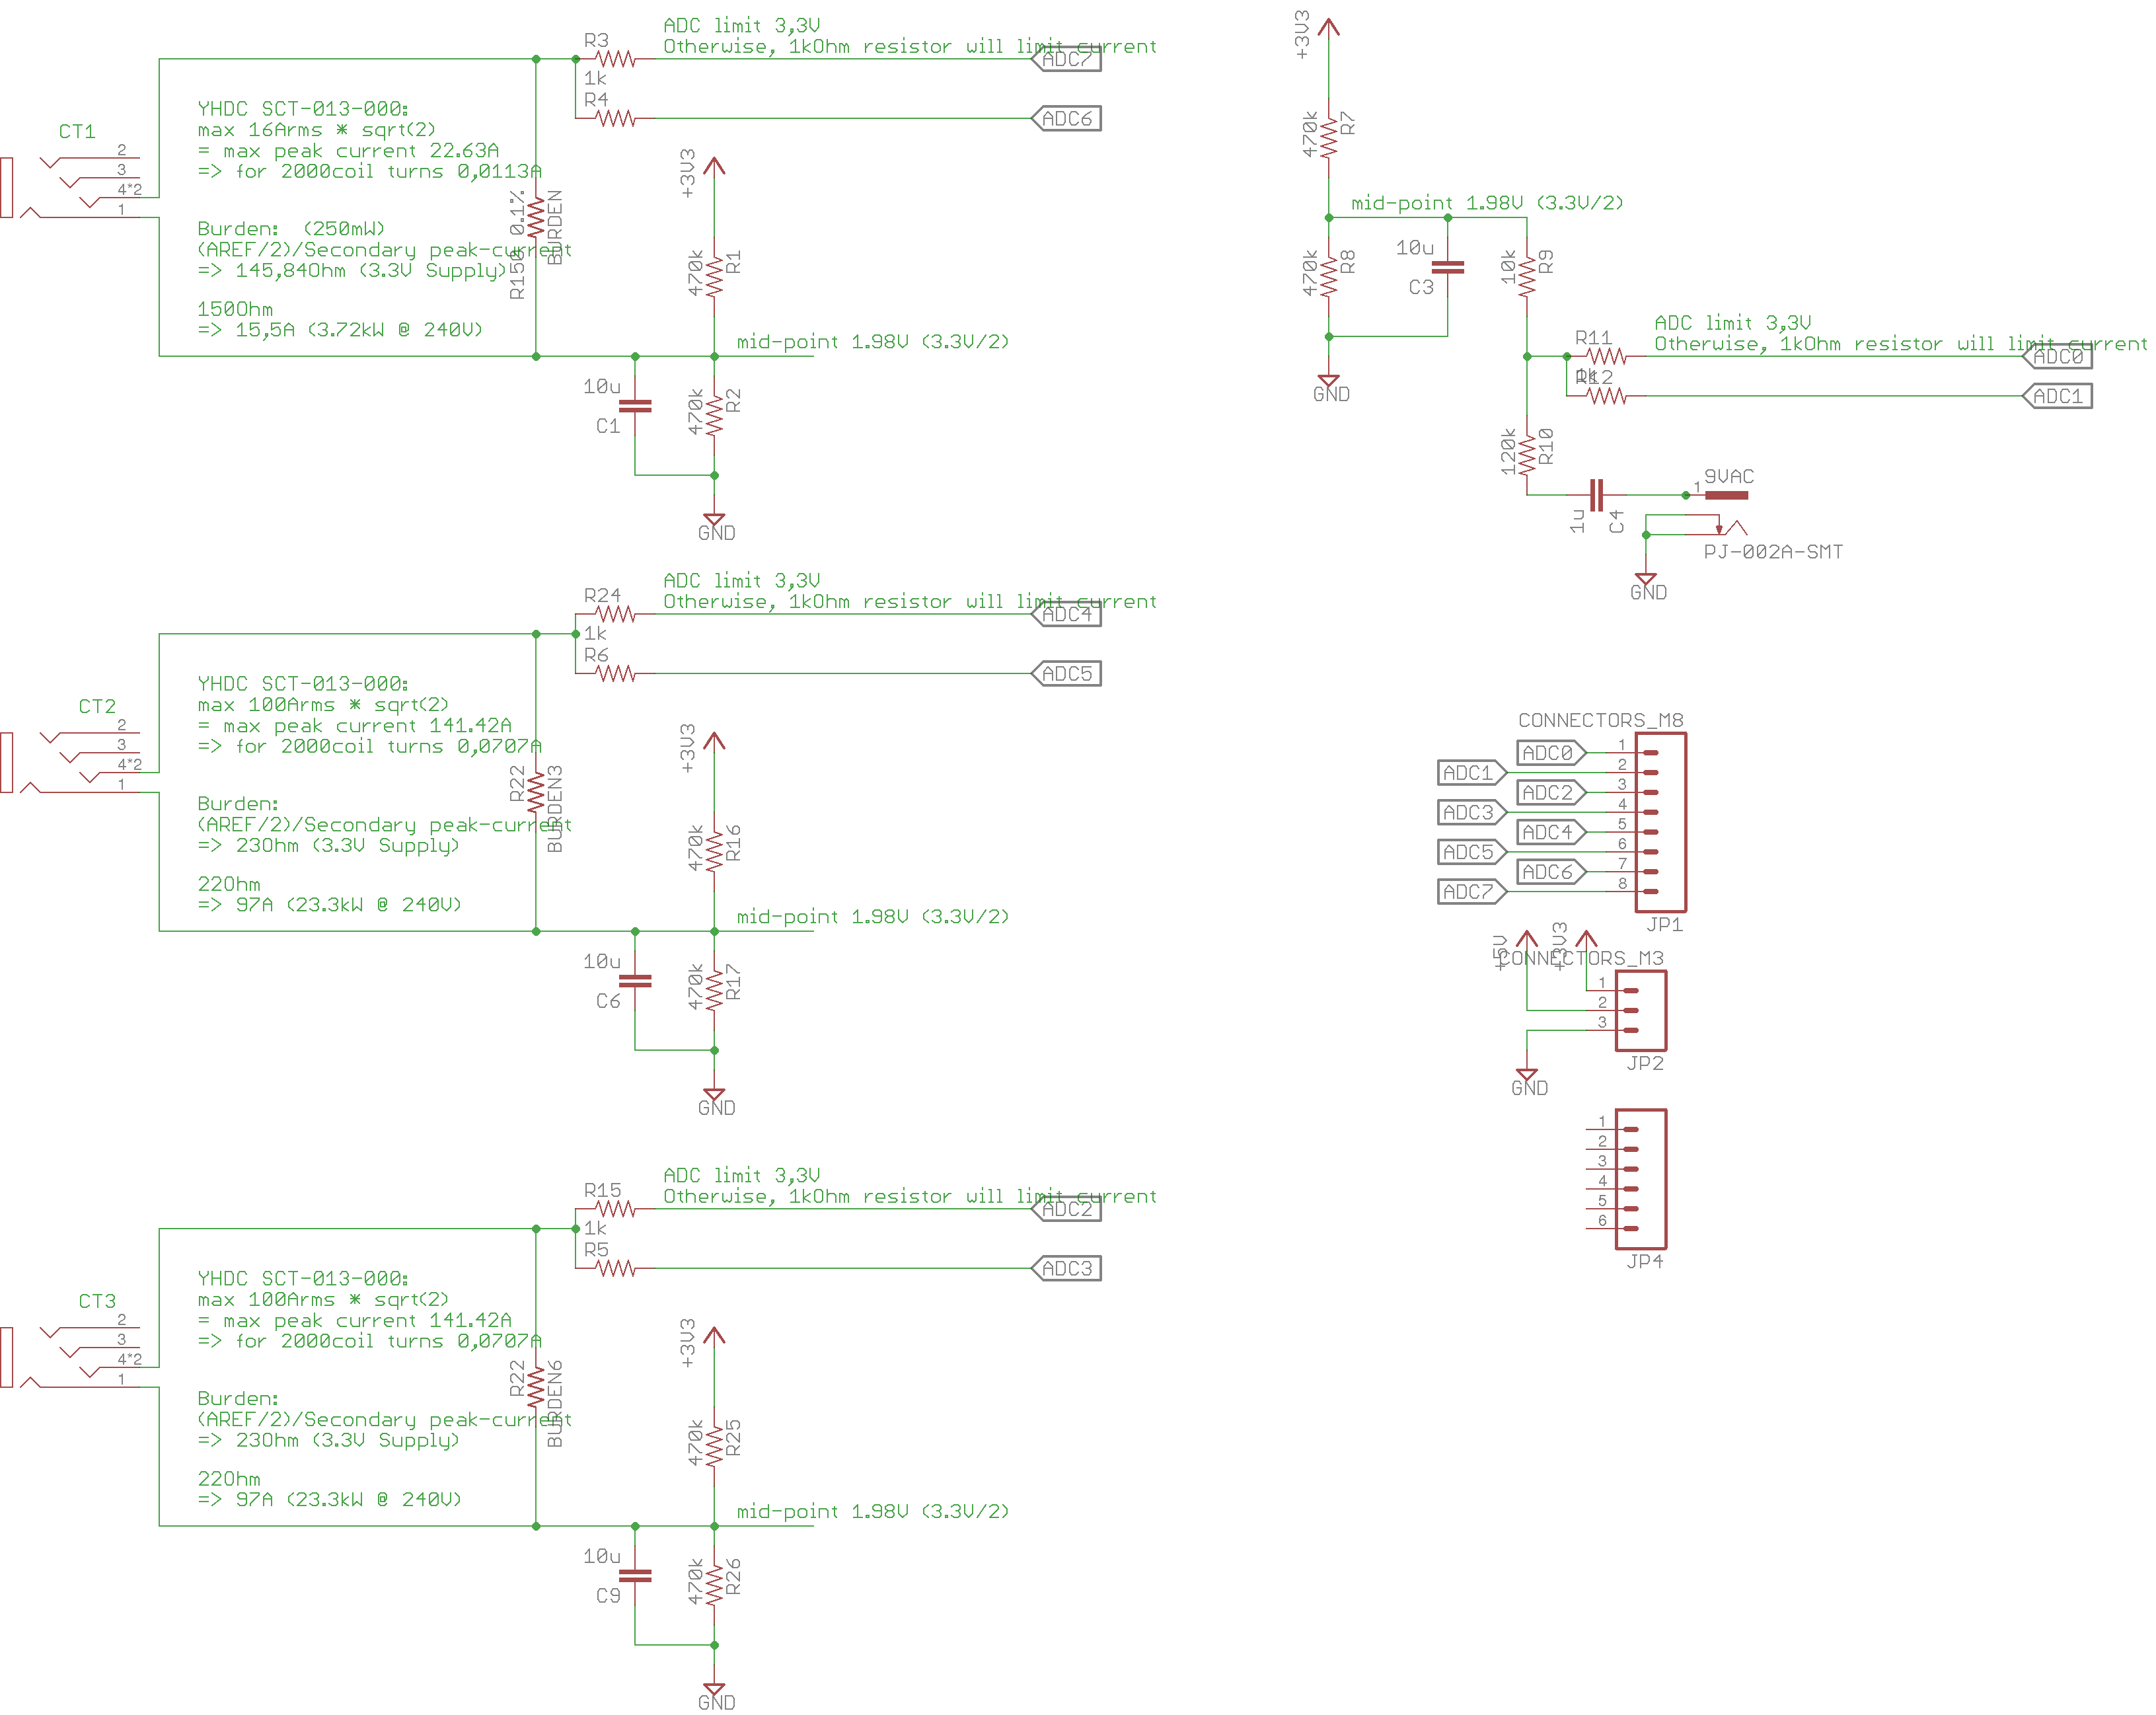 CT1
2
3
4*2
1
YHDC SCT-013-000:
max 16Arms * sqrt(2)
= max peak current 22.63A
=> for 2000coil turns 0,0113A
Burden:  (250mW)
(AREF/2)/Secondary peak-current
=> 145,84Ohm (3.3V Supply)
150Ohm
=> 15,5A (3.72kW @ 240V)
R150 0.1%
BURDEN
R3
1k
R4
ADC limit 3,3V
Otherwise, 1kOhm resistor will limit current
ADC7
ADC6
+3V3
470k
R1
mid-point 1.98V (3.3V/2)
10u
C1
470k
R2
GND
CT2
2
3
4*2
1
YHDC SCT-013-000:
max 100Arms * sqrt(2)
= max peak current 141.42A
=> for 2000coil turns 0,0707A
Burden:
(AREF/2)/Secondary peak-current
=> 23Ohm (3.3V Supply)
22Ohm
=> 97A (23.3kW @ 240V)
R22
BURDEN3
R24
1k
R6
ADC limit 3,3V
Otherwise, 1kOhm resistor will limit current
ADC4
ADC5
+3V3
470k
R16
mid-point 1.98V (3.3V/2)
10u
C6
470k
R17
GND
CT3
2
3
4*2
1
YHDC SCT-013-000:
max 100Arms * sqrt(2)
= max peak current 141.42A
=> for 2000coil turns 0,0707A
Burden:
(AREF/2)/Secondary peak-current
=> 23Ohm (3.3V Supply)
22Ohm
=> 97A (23.3kW @ 240V)
R22
BURDEN6
R15
1k
R5
ADC limit 3,3V
Otherwise, 1kOhm resistor will limit current
ADC2
ADC3
+3V3
470k
R25
mid-point 1.98V (3.3V/2)
10u
C9
470k
R26
GND
+3V3
470k
R7
mid-point 1.98V (3.3V/2)
470k
R8
10u
C3
10k
R9
GND
ADC limit 3,3V
Otherwise, 1kOhm resistor will limit current
R11
1k
R12
ADC0
ADC1
120k
R10
1u
C4
1
9VAC
PJ-002A-SMT
GND
CONNECTORS_M8
ADC0
1
ADC1
2
ADC2
3
ADC3
4
ADC4
5
ADC5
6
ADC6
7
ADC7
8
JP1
+5V
+3V3
CONNECTORS_M3
1
2
3
JP2
GND
1
2
3
4
5
6
JP4